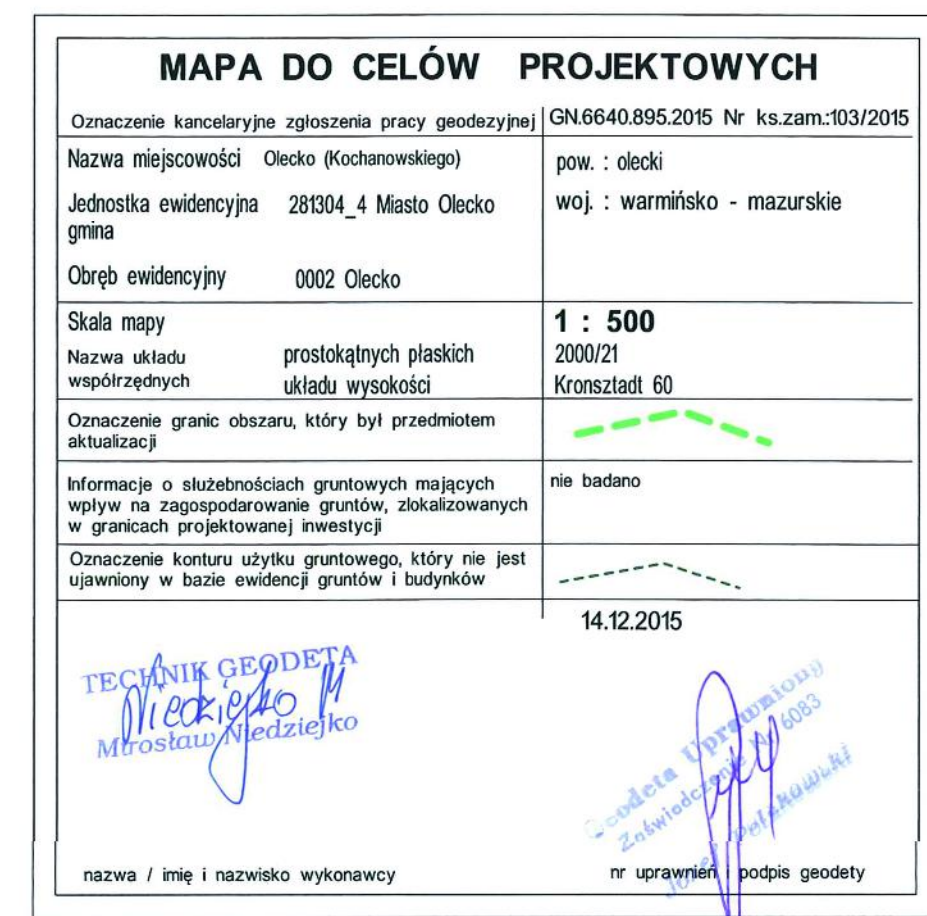 MAPA DO CELÓW PROJEKTOWYCH
Oznaczenie kancelaryjne zgłoszenia pracy geodezyjnej GN.6640.895.2015 Nr ks.zam.:103/2015
Nazwa miejscowości Olecko (Kochanowskiego) pow. : olecki
Jednostka ewidencyjna 281304_4 Miasto Olecko woj. : warmińsko - mazurskie
gmina
Obręb ewidencyjny 0002 Olecko
Skala mapy 1 : 500
Nazwa układu prostokątnych płaskich 2000/21
współrzędnych układu wysokości Kronsztadt 60
Oznaczenie granic obszaru, który był przedmiotem
aktualizacji
Informacje o służebnościach gruntowych mających nie badano
wpływ na zagospodarowanie gruntów, zlokalizowanych
w granicach projektowanej inwestycji
Oznaczenie konturu użytku gruntowego, który nie jest
ujawniony w bazie ewidencji gruntów i budynków
14.12.2015
TECHNIK GEODETA
Niedziejko M
Mirosław Niedziejko
Geodeta Uprawniony
Zaświadczenie Nr 6083
Józef
nazwa / imię i nazwisko wykonawcy nr uprawnień i podpis geodety